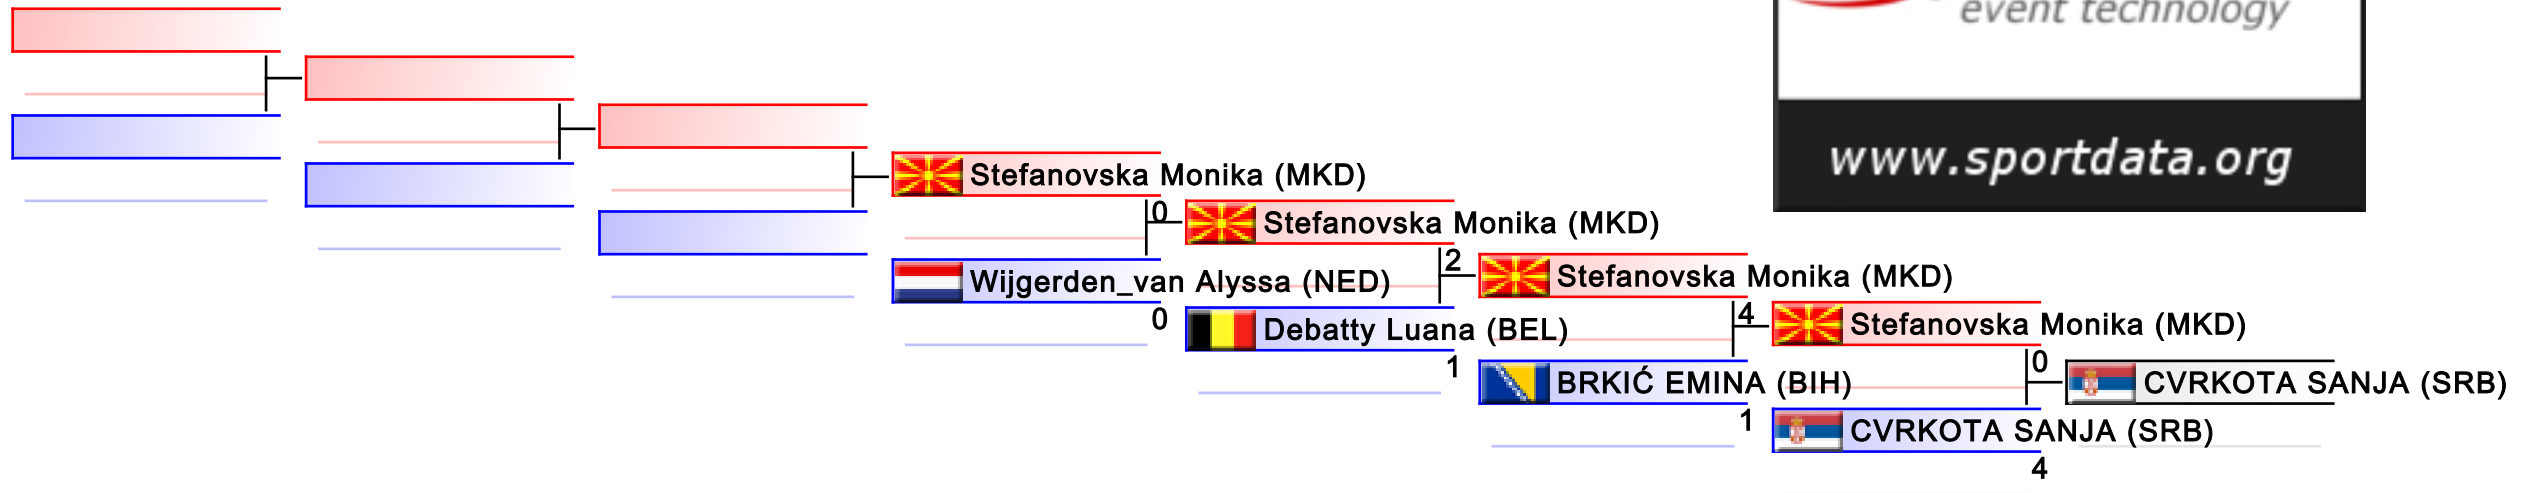 event technology
www.sportdata.org
Stefanovska Monika (MKD)
0
Stefanovska Monika (MKD)
Wijgerden_van Alyssa (NED)
0
2
Stefanovska Monika (MKD)
Debatty Luana (BEL)
1
4
Stefanovska Monika (MKD)
BRKIĆ EMINA (BIH)
1
0
CVRKOTA SANJA (SRB)
CVRKOTA SANJA (SRB)
4